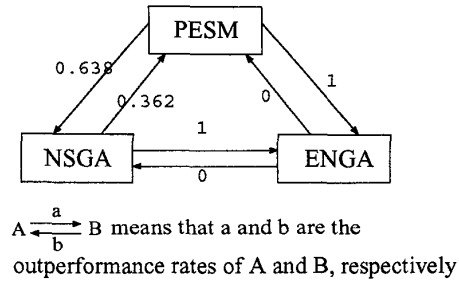 PESM
0.638
0.362
0
1
1
NSGA
ENGA
0
A a b B means that a and b are the
outperformance rates of A and B, respectively